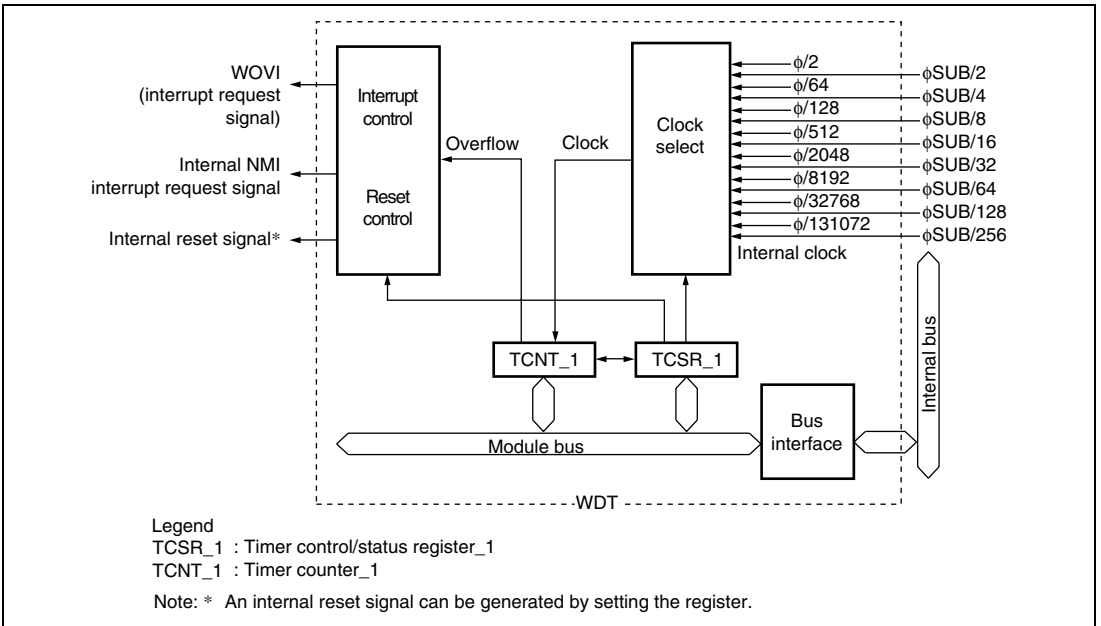 WOVI
(interrupt request
signal)
Internal NMI
interrupt request signal
Internal reset signal*
Interrupt
control
Reset
control
Overflow
Clock
Clock
select
ϕ/2
ϕ/64
ϕ/128
ϕ/512
ϕ/2048
ϕ/8192
ϕ/32768
ϕ/131072
Internal clock
ϕSUB/2
ϕSUB/4
ϕSUB/8
ϕSUB/16
ϕSUB/32
ϕSUB/64
ϕSUB/128
ϕSUB/256
TCNT_1
TCSR_1
Module bus
Bus
interface
Internal bus
WDT
Legend
TCSR_1 : Timer control/status register_1
TCNT_1 : Timer counter_1
Note: * An internal reset signal can be generated by setting the register.